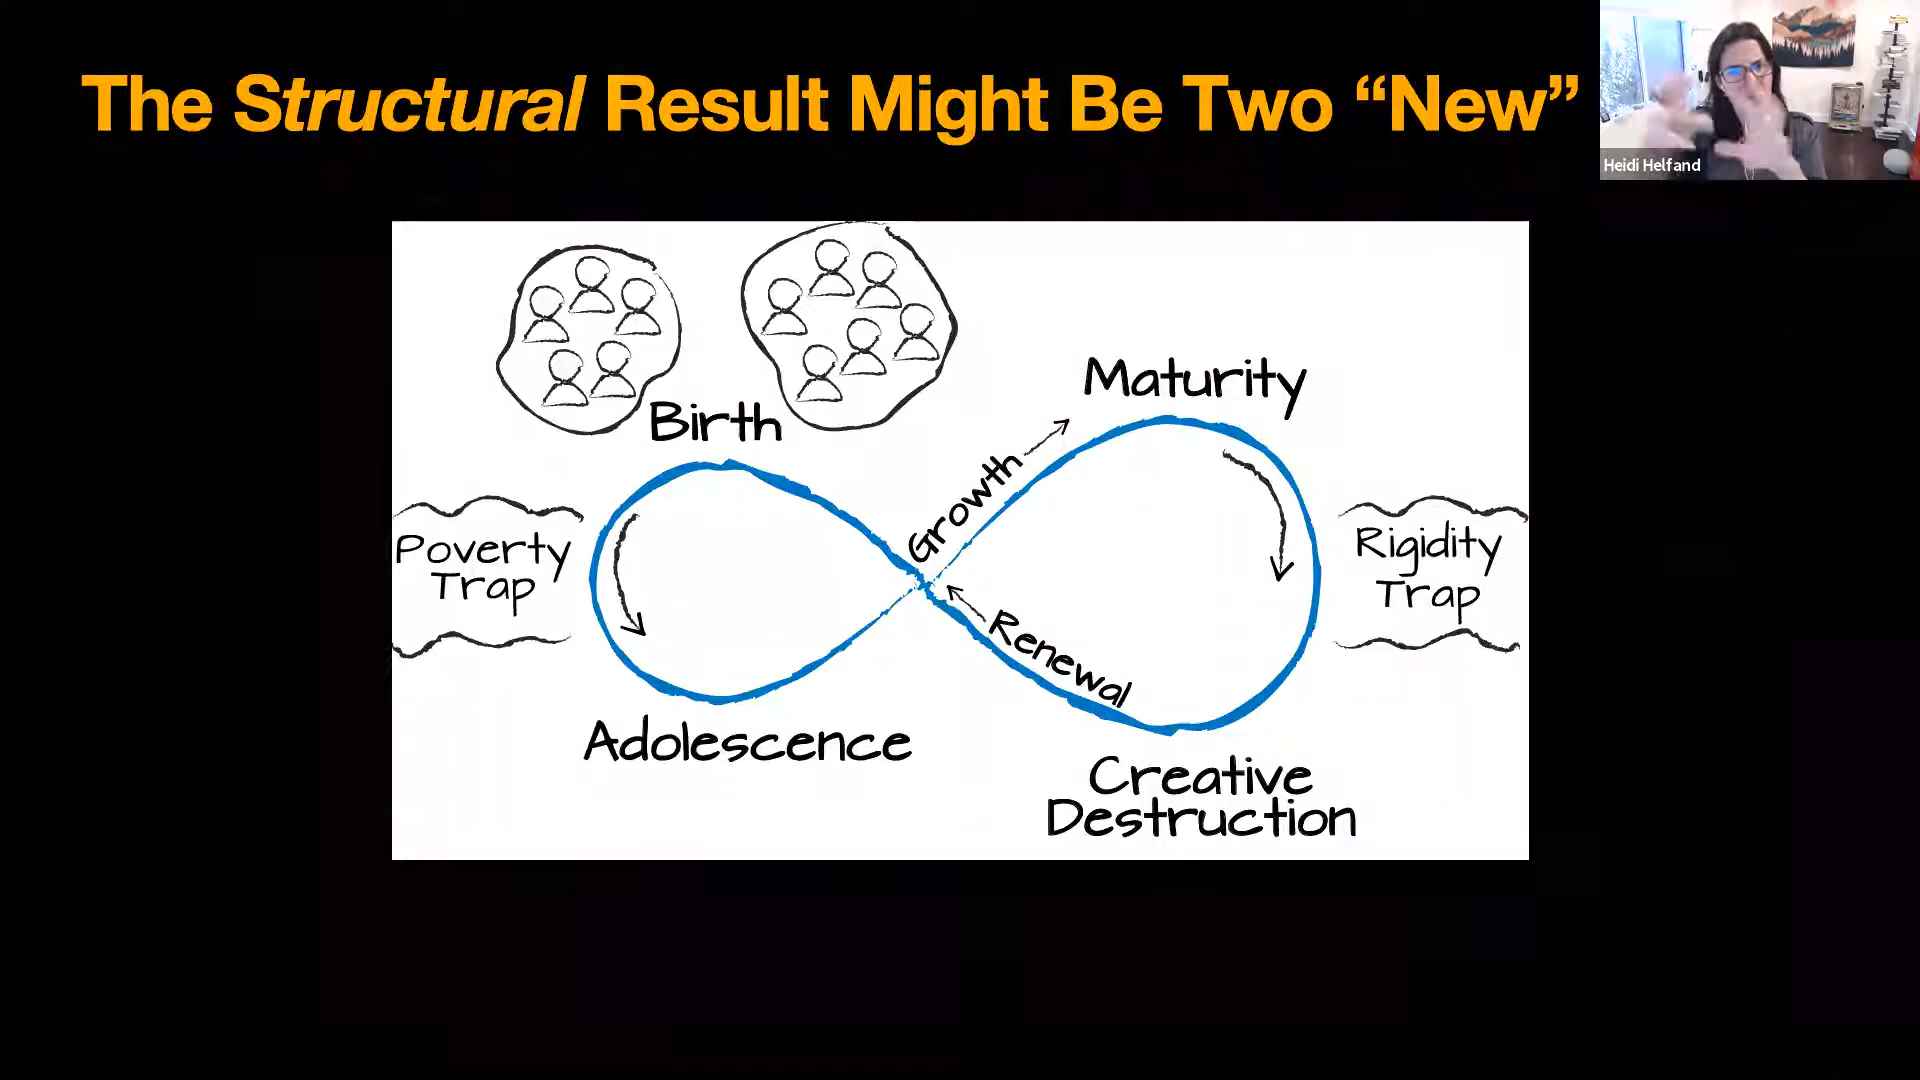 The Structural Result Might Be Two “New”
Heidi Helfand
Birth
Maturity
Growth
Poverty
Trap
Rigidity
Trap
Renewal
Adolescence
Creative
Destruction